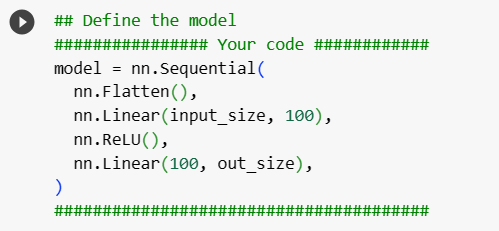 ## Define the model
################ Your code ############
model = nn.Sequential(
  nn.Flatten(),
  nn.Linear(input_size, 100),
  nn.ReLU(),
  nn.Linear(100, out_size),
)
#######################################